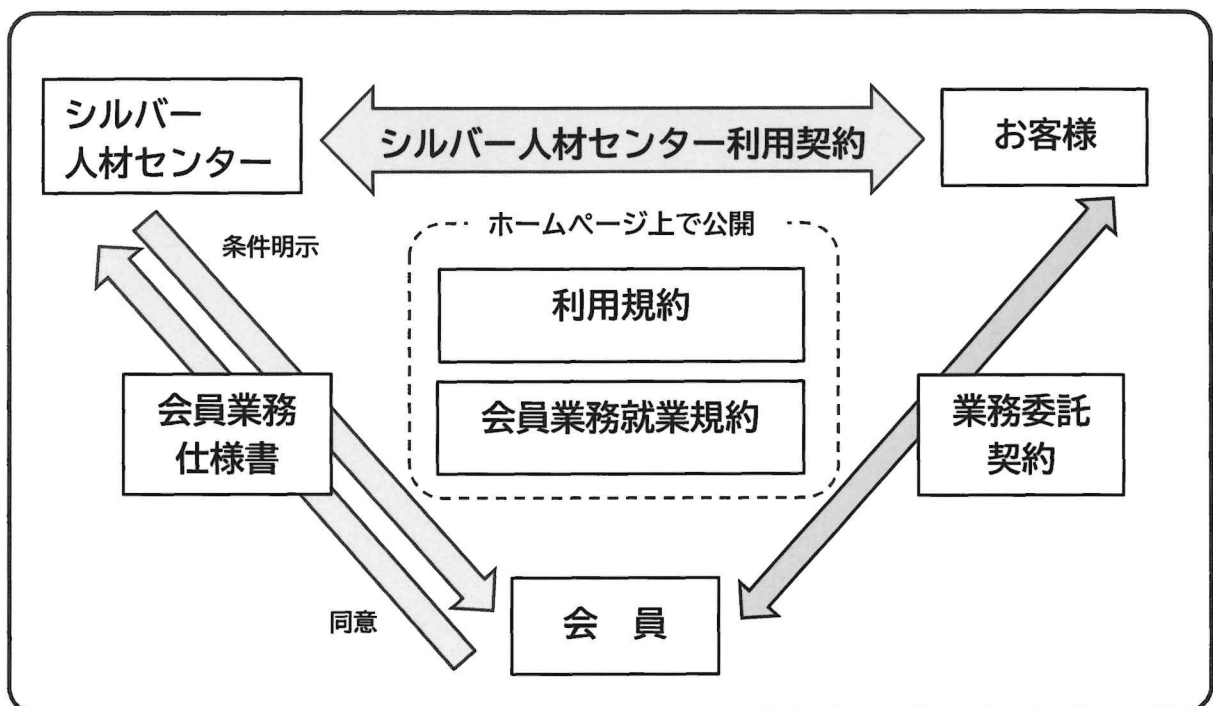 シルバー
人材センター
シルバー人材センター利用契約
お客様
条件明示
ホームページ上で公開
利用規約
会員業務就業規約
会員業務
仕様書
業務委託
契約
同意
会　員